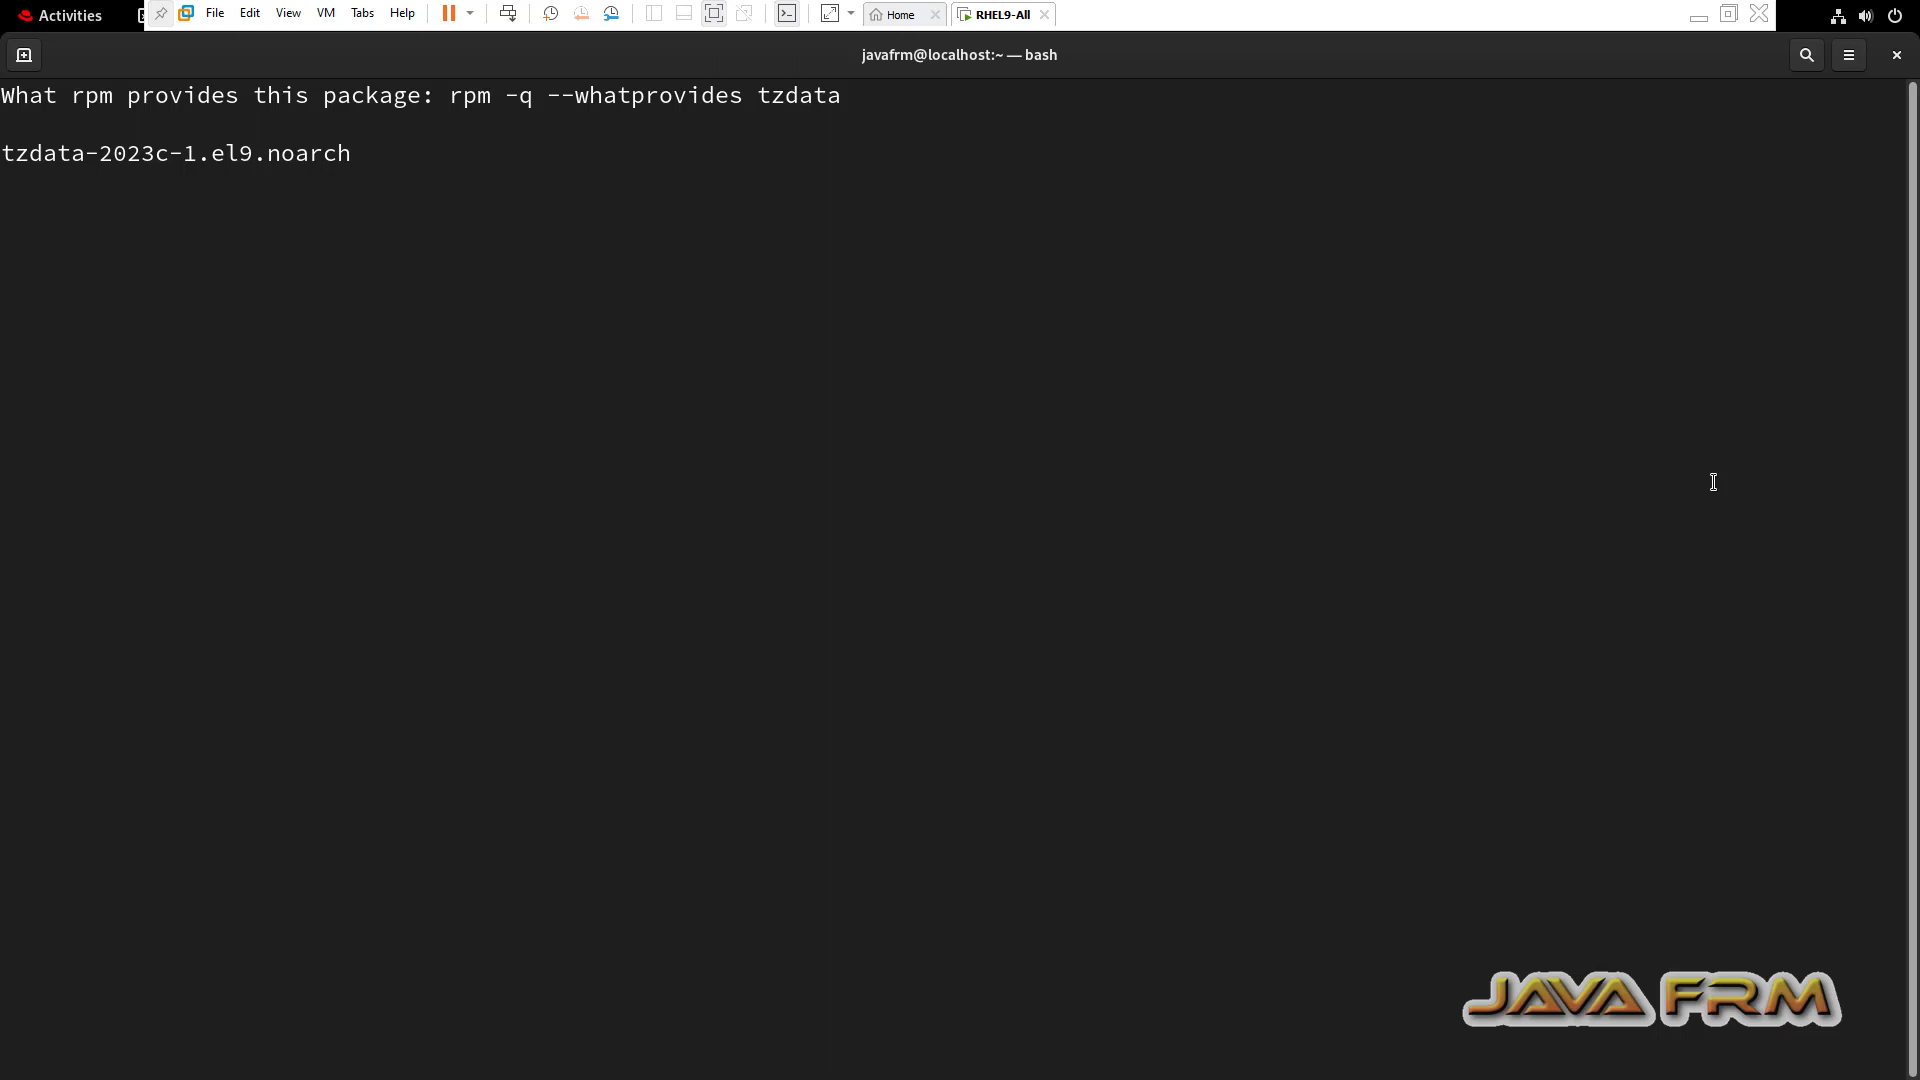 Activities
File Edit View VM Tabs Help
Home
RHEL9-All
javafrm@localhost:~ — bash
What rpm provides this package: rpm -q --whatprovides tzdata
tzdata-2023c-1.el9.noarch
JAVA FRM